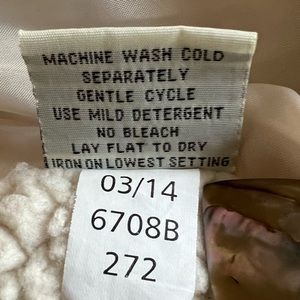 MACHINE WASH COLD
SEPARATELY
GENTLE CYCLE
USE MILD DETERGENT
NO BLEACH
LAY FLAT TO DRY
IRON ON LOWEST SETTING
03/14
6708B
272